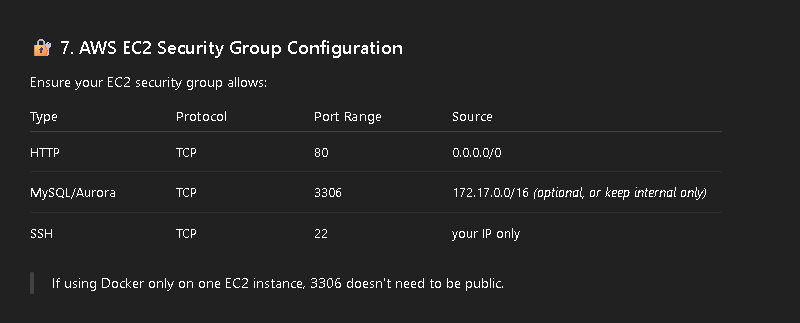 🔐 7. AWS EC2 Security Group Configuration
Ensure your EC2 security group allows:
Type Protocol Port Range Source
HTTP TCP 80 0.0.0.0/0
MySQL/Aurora TCP 3306 172.17.0.0/16 (optional, or keep internal only)
SSH TCP 22 your IP only
If using Docker only on one EC2 instance, 3306 doesn't need to be public.